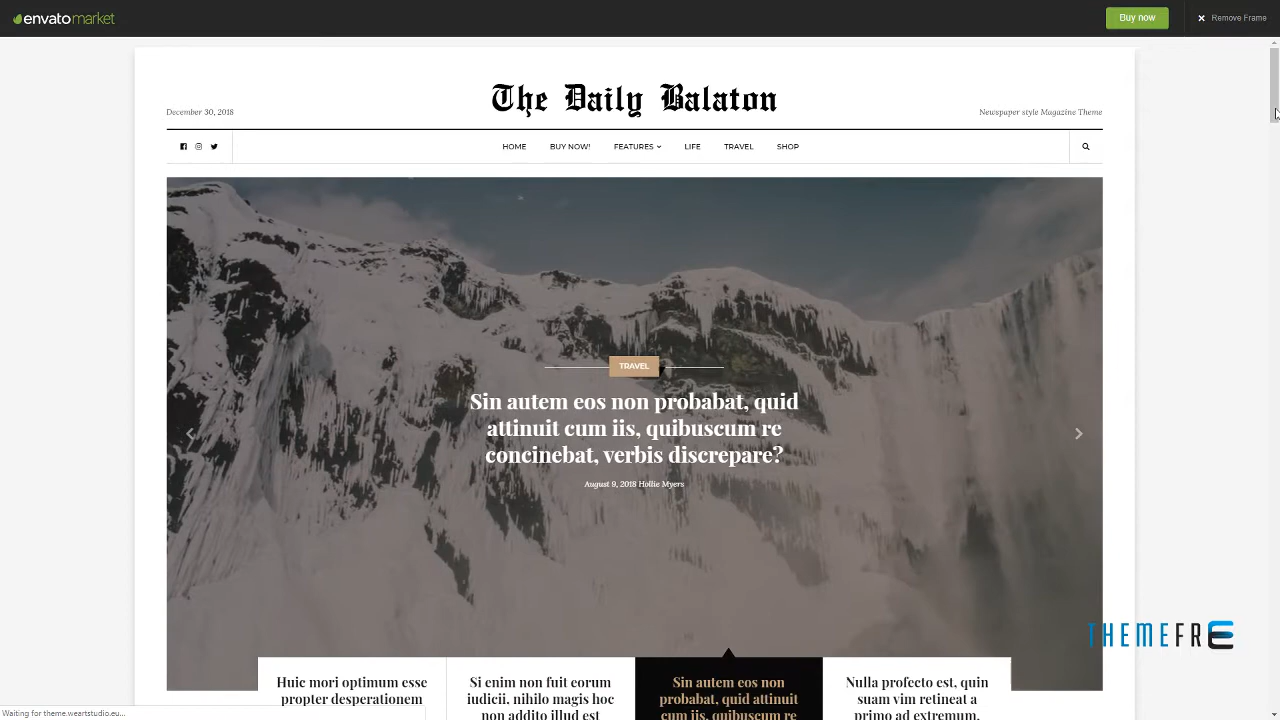 envatomarket
Buy now
Remove Frame
The Daily Balaton
December 30, 2018
Newspaper style Magazine Theme
HOME BUY NOW! FEATURES LIFE TRAVEL SHOP
TRAVEL
Sin autem eos non probabat, quid
attinuit cum iis, quibuscum re
concinebat, verbis discrepare?
August 9, 2018 Hollie Myers
THEMEFRE
Huic mori optimum esse
propter desperationem
Si enim non fuit eorum
iudicii, nihilo magis hoc
non addito illud est
Sin autem eos non
probabat, quid attinuit
cum iis, quibuscum re
Nulla profecto est, quin
suam vim retineat a
primo ad extremum.
Waiting for theme.weartstudio.eu...